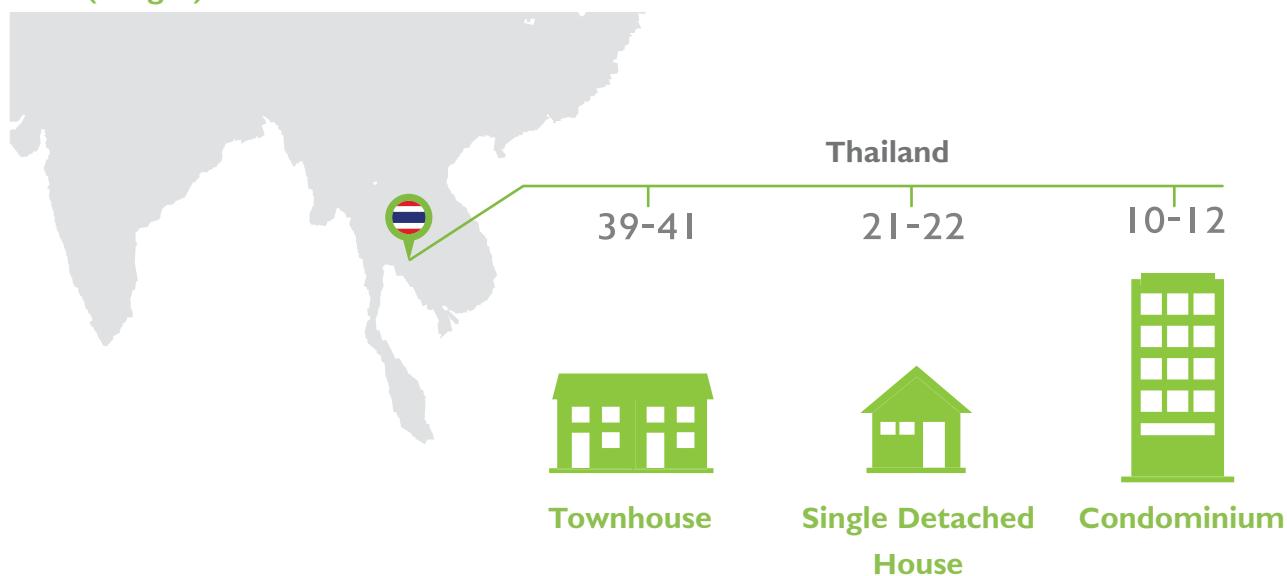 Thailand
39-41
21-22
10-12
Townhouse
Single Detached
House
Condominium